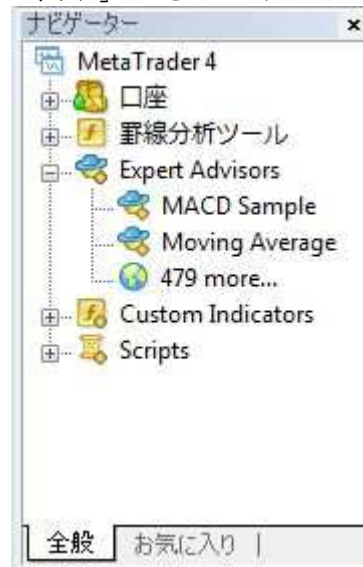 ナビゲーター
MetaTrader 4
口座
罫線分析ツール
Expert Advisors
MACD Sample
Moving Average
479 more...
Custom Indicators
Scripts
全般 お気に入り |